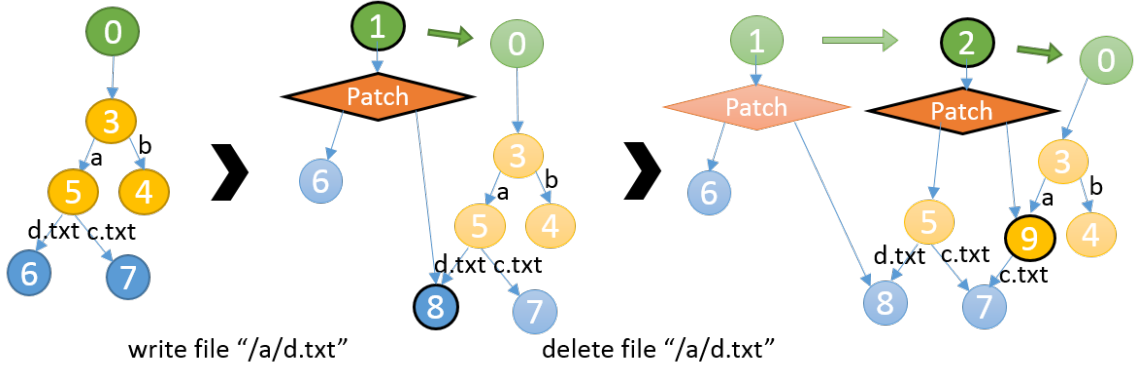 0
3
a b
5 4
d.txt c.txt
6 7
1 0
Patch
6 3
a b
5 4
d.txt c.txt
8 7
1 2 0
Patch Patch
6 3
a b
5 9 4
d.txt c.txt c.txt
8 7
write file "/a/d.txt"
delete file "/a/d.txt"